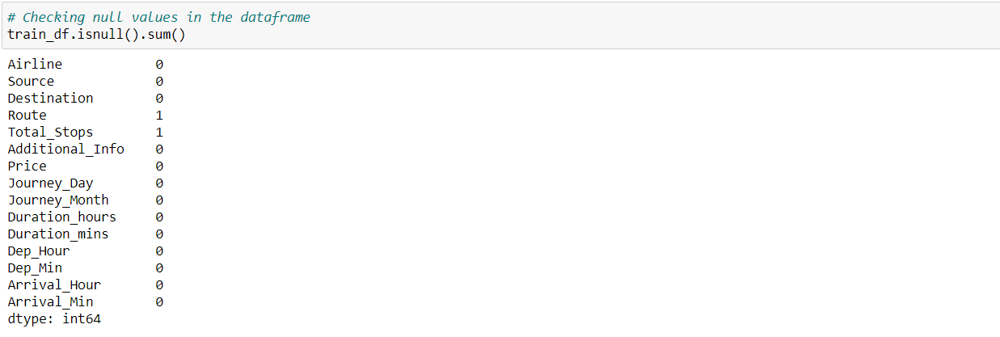 # Checking null values in the dataframe
train_df.isnull().sum()
Airline 0
Source 0
Destination 0
Route 1
Total_Stops 1
Additional_Info 0
Price 0
Journey_Day 0
Journey_Month 0
Duration_hours 0
Duration_mins 0
Dep_Hour 0
Dep_Min 0
Arrival_Hour 0
Arrival_Min 0
dtype: int64